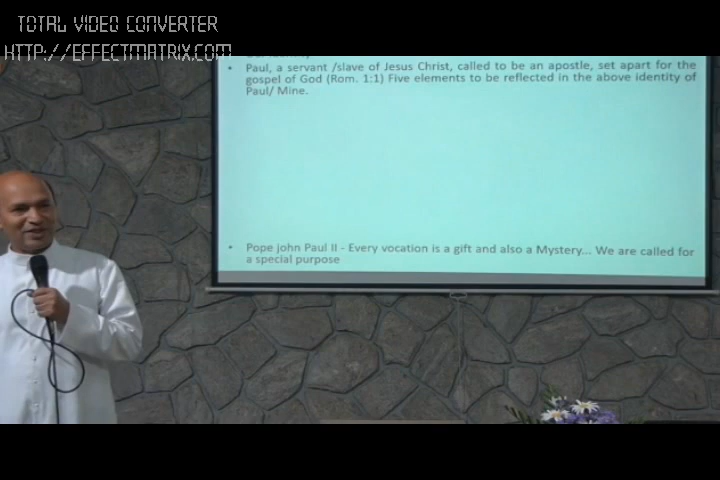 TOTAL VIDEO CONVERTER
HTTP://EFFECTMATRIX.COM
• Paul, a servant /slave of Jesus Christ, called to be an apostle, set apart for the
gospel of God (Rom. 1:1) Five elements to be reflected in the above identity of
Paul/ Mine.
• Pope john Paul II - Every vocation is a gift and also a Mystery... We are called for
a special purpose